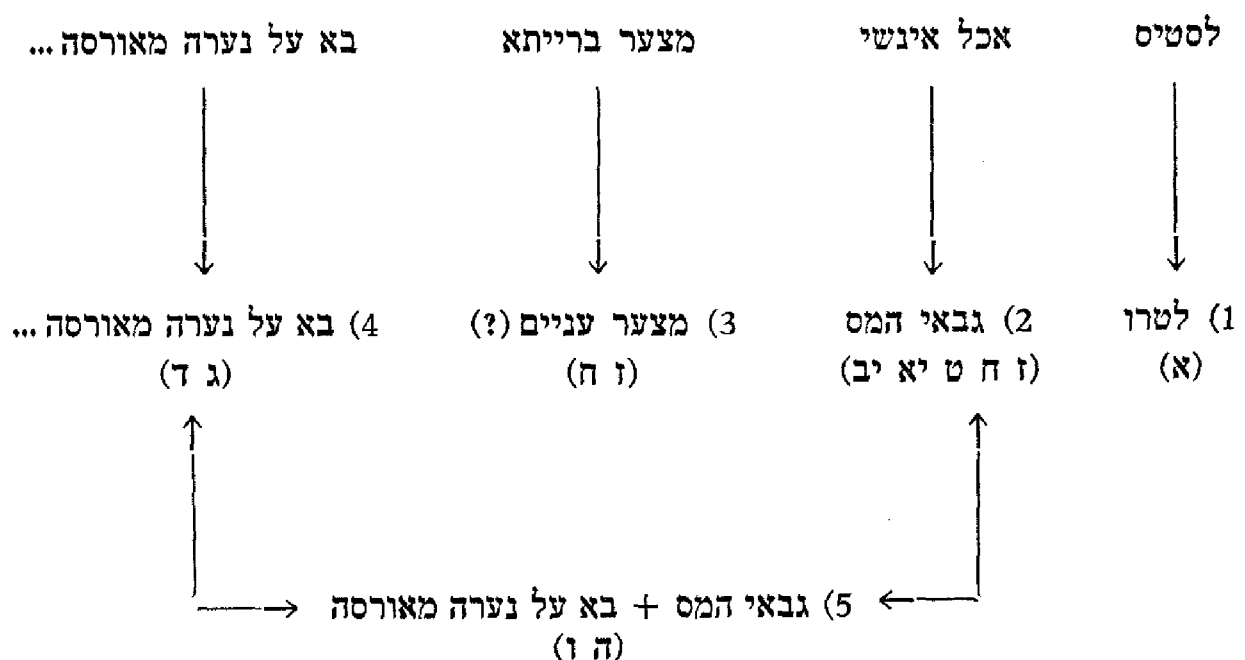 לסטיס אכל אינשי מצער ברייתא בא על נערה מאורסה...
1) לטרו 2) גבאי המס 3) מצער עניים (?) 4) בא על נערה מאורסה...
(א) (ז ח ט יא יב) (ז ח) (ג ד)
5) גבאי המס + בא על נערה מאורסה
(ה ו)